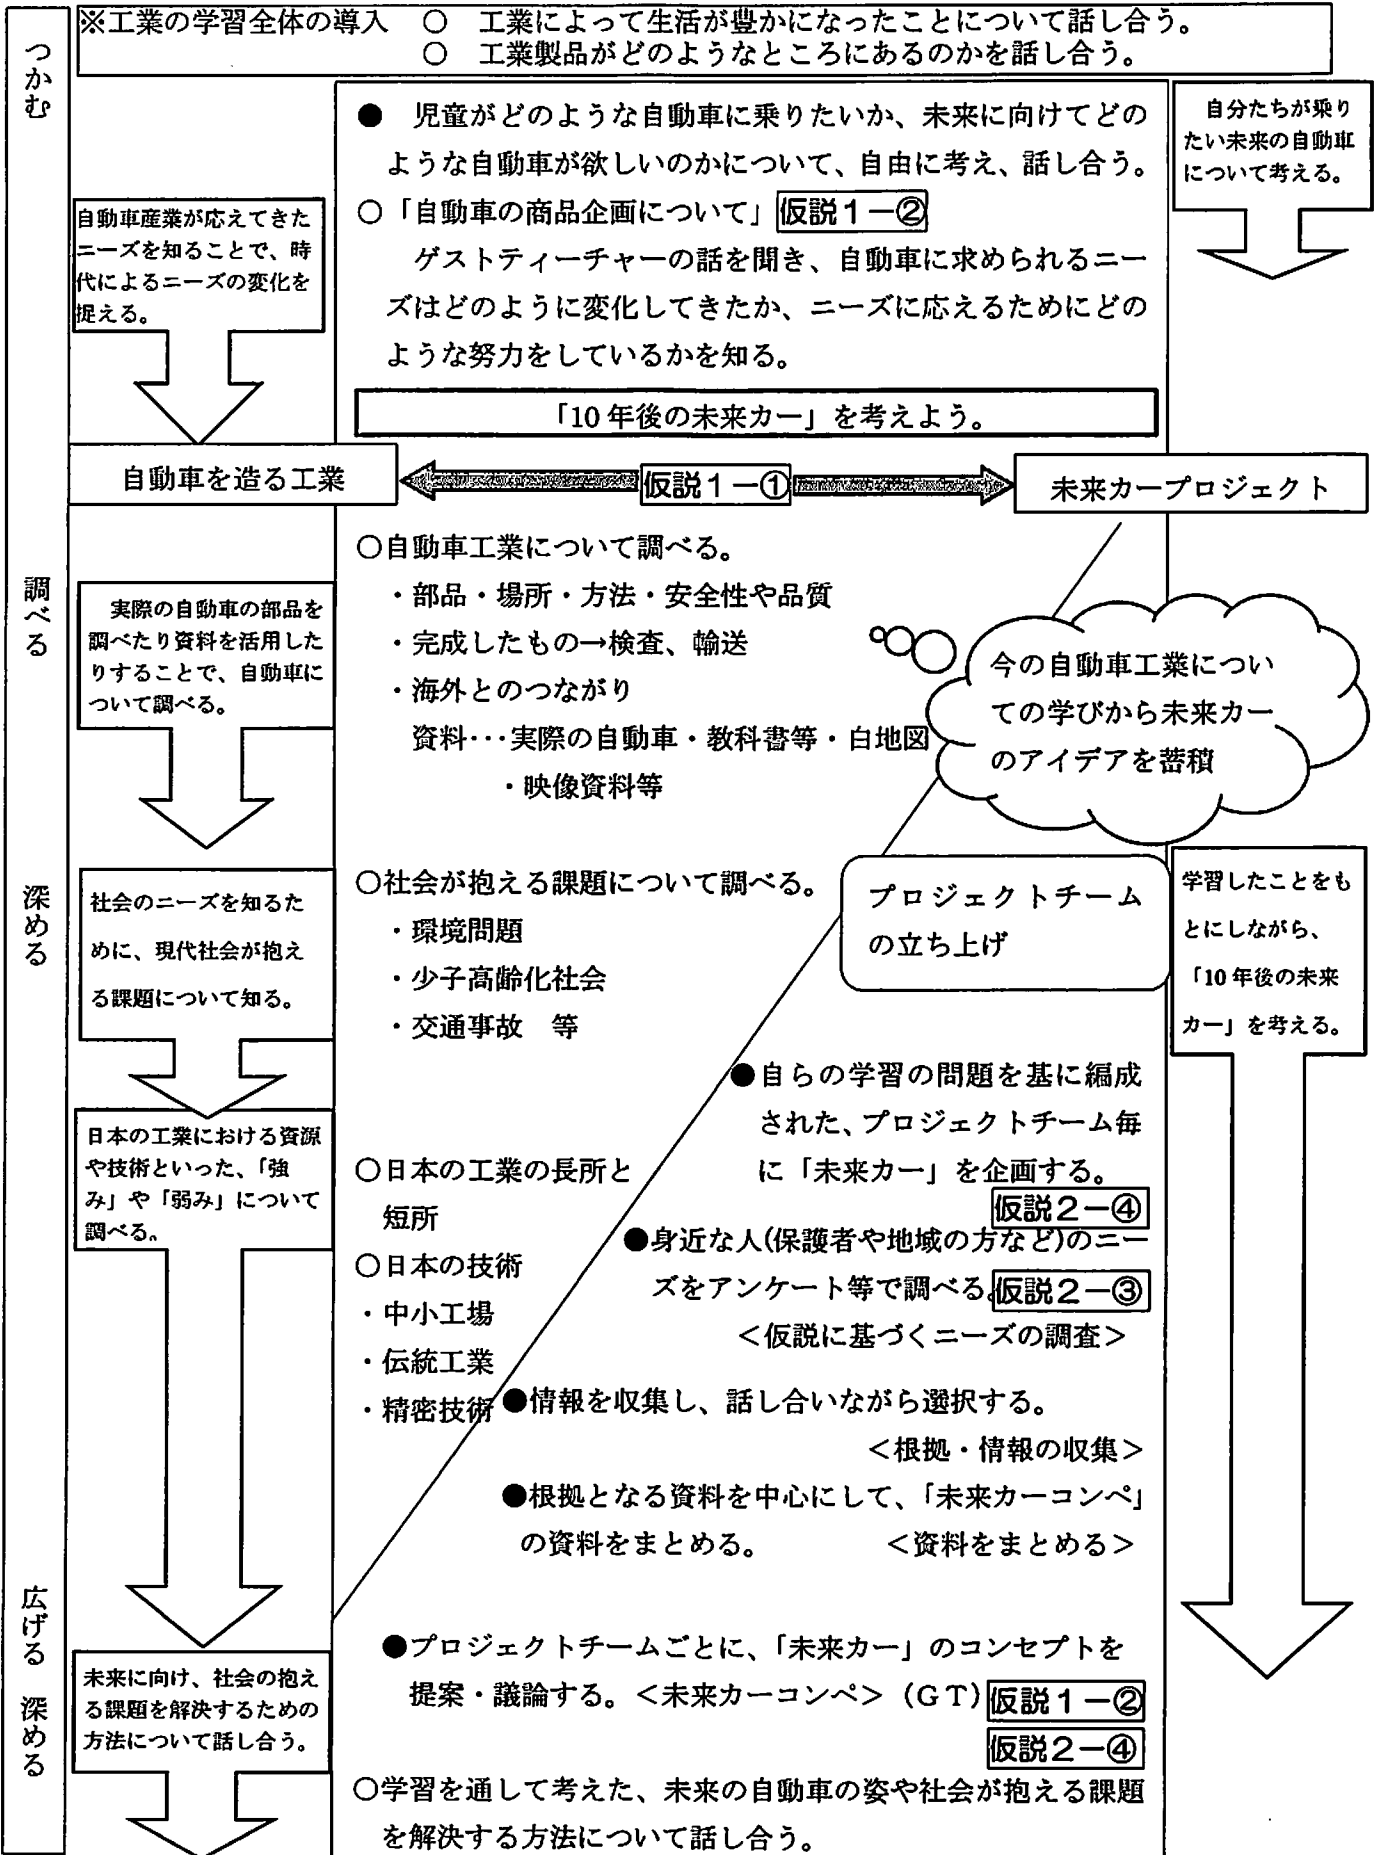 ※工業の学習全体の導入　○　工業によって生活が豊かになったことについて話し合う。
○　工業製品がどのようなところにあるのかを話し合う。
つかむ
●　児童がどのような自動車に乗りたいか、未来に向けてどの
ような自動車が欲しいのかについて、自由に考え、話し合う。
○「自動車の商品企画について」仮説１－②
ゲストティーチャーの話を聞き、自動車に求められるニー
ズはどのように変化してきたか、ニーズに応えるためにどの
ような努力をしているかを知る。
自分たちが乗り
たい未来の自動車
について考える。
自動車産業が応えてきた
ニーズを知ることで、時
代によるニーズの変化を
捉える。
「10年後の未来カー」を考えよう。
自動車を造る工業
仮説１－①
未来カープロジェクト
調べる
実際の自動車の部品を
調べたり資料を活用した
りすることで、自動車に
ついて調べる。
○自動車工業について調べる。
・部品・場所・方法・安全性や品質
・完成したもの→検査、輸送
・海外とのつながり
資料…実際の自動車・教科書等・白地図
・映像資料等
今の自動車工業につい
ての学びから未来カー
のアイデアを蓄積
深める
社会のニーズを知るた
めに、現代社会が抱え
る課題について知る。
○社会が抱える課題について調べる。
・環境問題
・少子高齢化社会
・交通事故　等
プロジェクトチーム
の立ち上げ
学習したことをも
とにしながら、
「10年後の未来
カー」を考える。
日本の工業における資源
や技術といった、「強
み」や「弱み」について
調べる。
○日本の工業の長所と
短所
○日本の技術
・中小工場
・伝統工業
・精密技術
●自らの学習の問題を基に編成
された、プロジェクトチーム毎
に「未来カー」を企画する。
仮説２－④
●身近な人(保護者や地域の方など)のニー
ズをアンケート等で調べる。仮説２－③
＜仮説に基づくニーズの調査＞
●情報を収集し、話し合いながら選択する。
＜根拠・情報の収集＞
●根拠となる資料を中心にして、「未来カーコンペ」
の資料をまとめる。　＜資料をまとめる＞
広げる　深める
未来に向け、社会の抱え
る課題を解決するための
方法について話し合う。
●プロジェクトチームごとに、「未来カー」のコンセプトを
提案・議論する。＜未来カーコンペ＞（ＧＴ）仮説１－②
仮説２－④
○学習を通して考えた、未来の自動車の姿や社会が抱える課題
を解決する方法について話し合う。